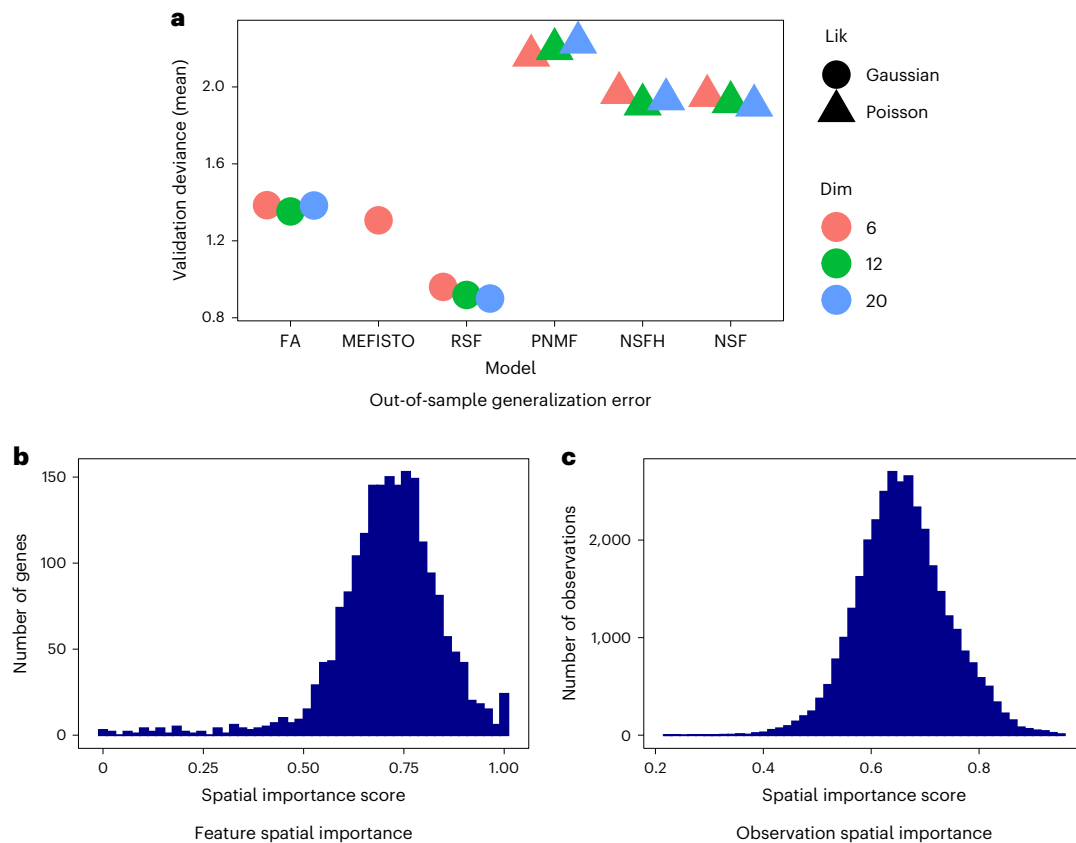 a
Validation deviance (mean)
2.0
1.6
1.2
0.8
FA MEFISTO RSF PNMF NSFH NSF
Model
Out-of-sample generalization error
Lik
Gaussian
Poisson
Dim
6
12
20
b
Number of genes
150
100
50
0
0 0.25 0.50 0.75 1.00
Spatial importance score
Feature spatial importance
c
Number of observations
2,000
1,000
0
0.2 0.4 0.6 0.8
Spatial importance score
Observation spatial importance